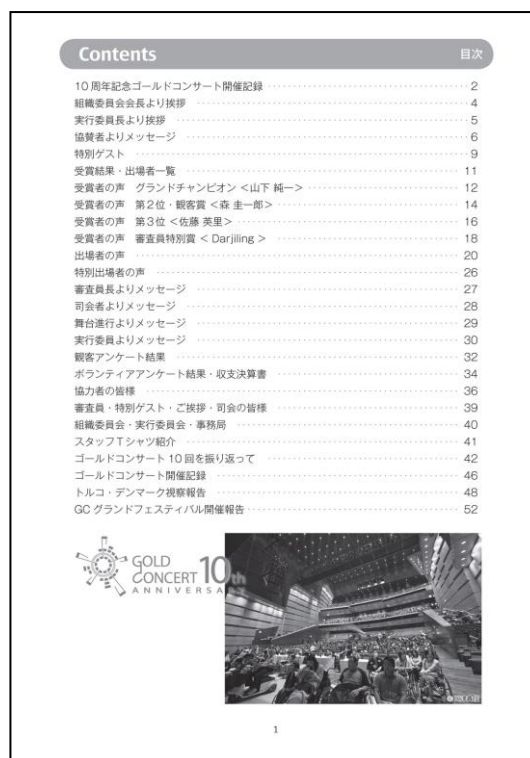 Contents 目次
10周年記念ゴールドコンサート開催記録 2
組織委員会会長より挨拶 4
実行委員長より挨拶 5
協賛者よりメッセージ 6
特別ゲスト 9
受賞結果・出場者一覧 11
受賞者の声 グランドチャンピオン <山下 純一> 12
受賞者の声 第2位・観客賞 <森 圭一郎> 14
受賞者の声 第3位 <佐藤 英里> 16
受賞者の声 審査員特別賞 < Darjiling > 18
出場者の声 20
特別出場者の声 26
審査員長よりメッセージ 27
司会者よりメッセージ 28
舞台進行よりメッセージ 29
実行委員よりメッセージ 30
観客アンケート結果 32
ボランティアアンケート結果・収支決算書 34
協力者の皆様 36
審査員・特別ゲスト・ご挨拶・司会の皆様 39
組織委員会・実行委員会・事務局 40
スタッフTシャツ紹介 41
ゴールドコンサート 10回を振り返って 42
ゴールドコンサート開催記録 46
トルコ・デンマーク視察報告 48
GC グランドフェスティバル開催報告 52
GOLD
CONCERT 10th
ANNIVERSA
1